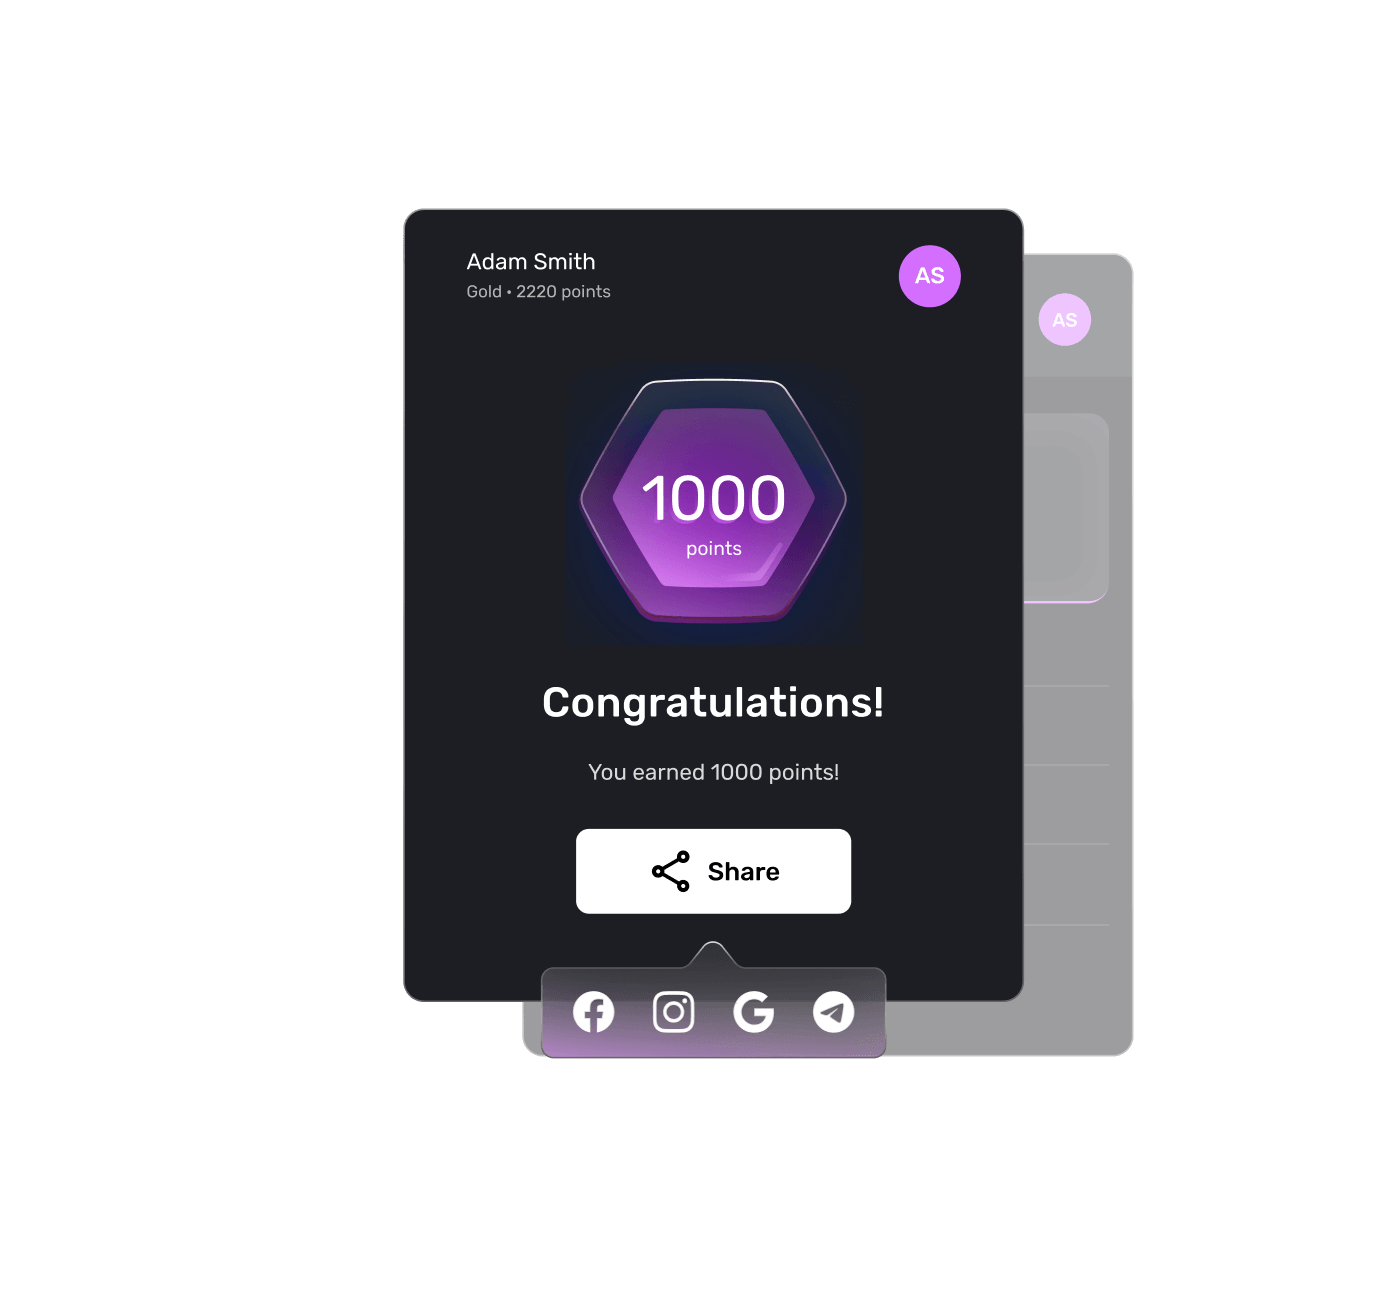 Adam Smith
Gold • 2220 points
AS
AS
1000
points
Congratulations!
You earned 1000 points!
Share